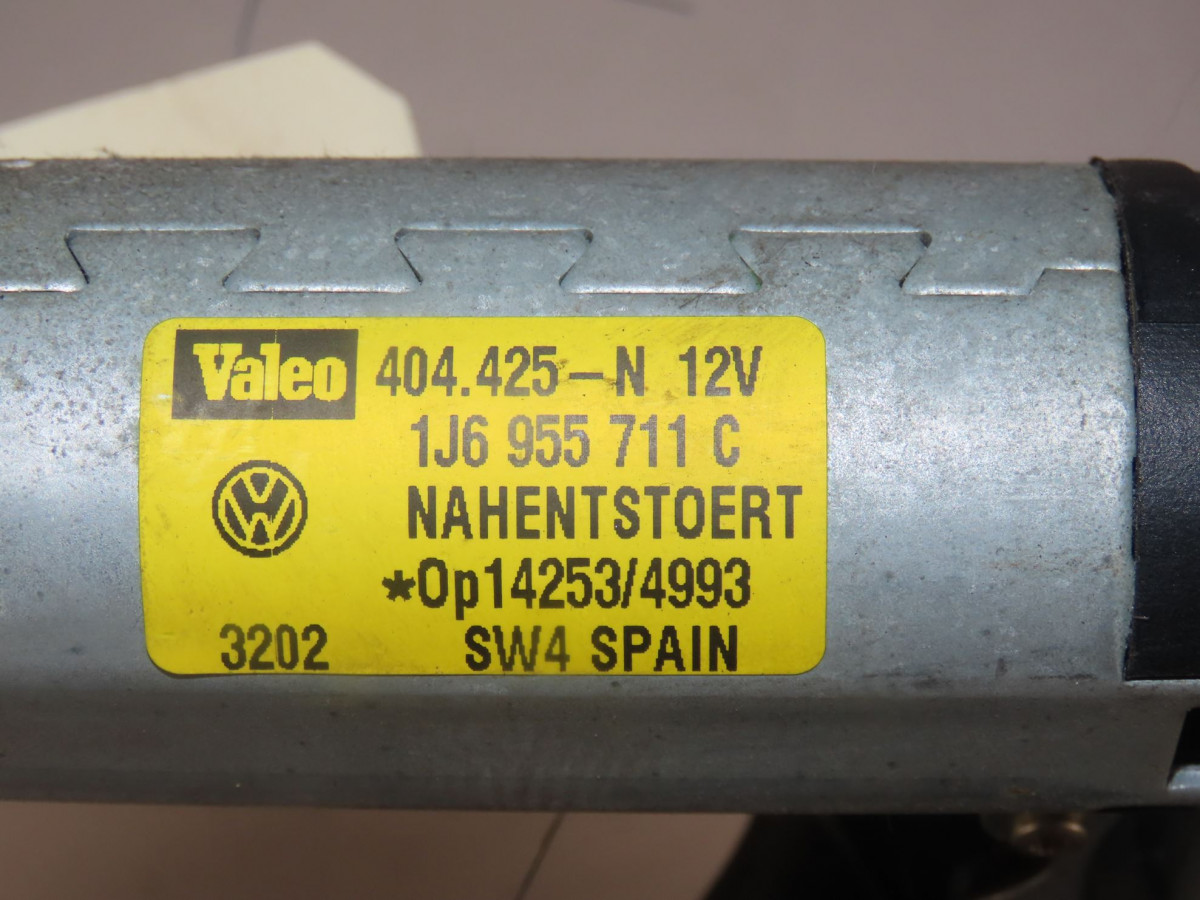 Valeo 404.425-N 12V
1J6 955 711 C
NAHENTSTOERT
*Op14253/4993
3202 SW4 SPAIN